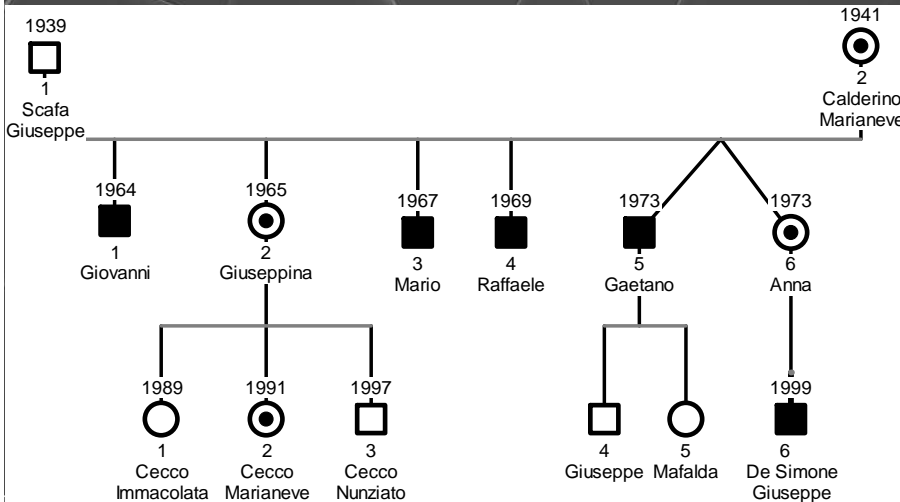 1939
1
Scafa
Giuseppe
1941
2
Calderino
Marianeve
1964
1
Giovanni
1965
2
Giuseppina
1967
3
Mario
1969
4
Raffaele
1973
5
Gaetano
1973
6
Anna
1989
1
Cecco
Immacolata
1991
2
Cecco
Marianeve
1997
3
Cecco
Nunziato
4
Giuseppe
5
Mafalda
1999
6
De Simone
Giuseppe